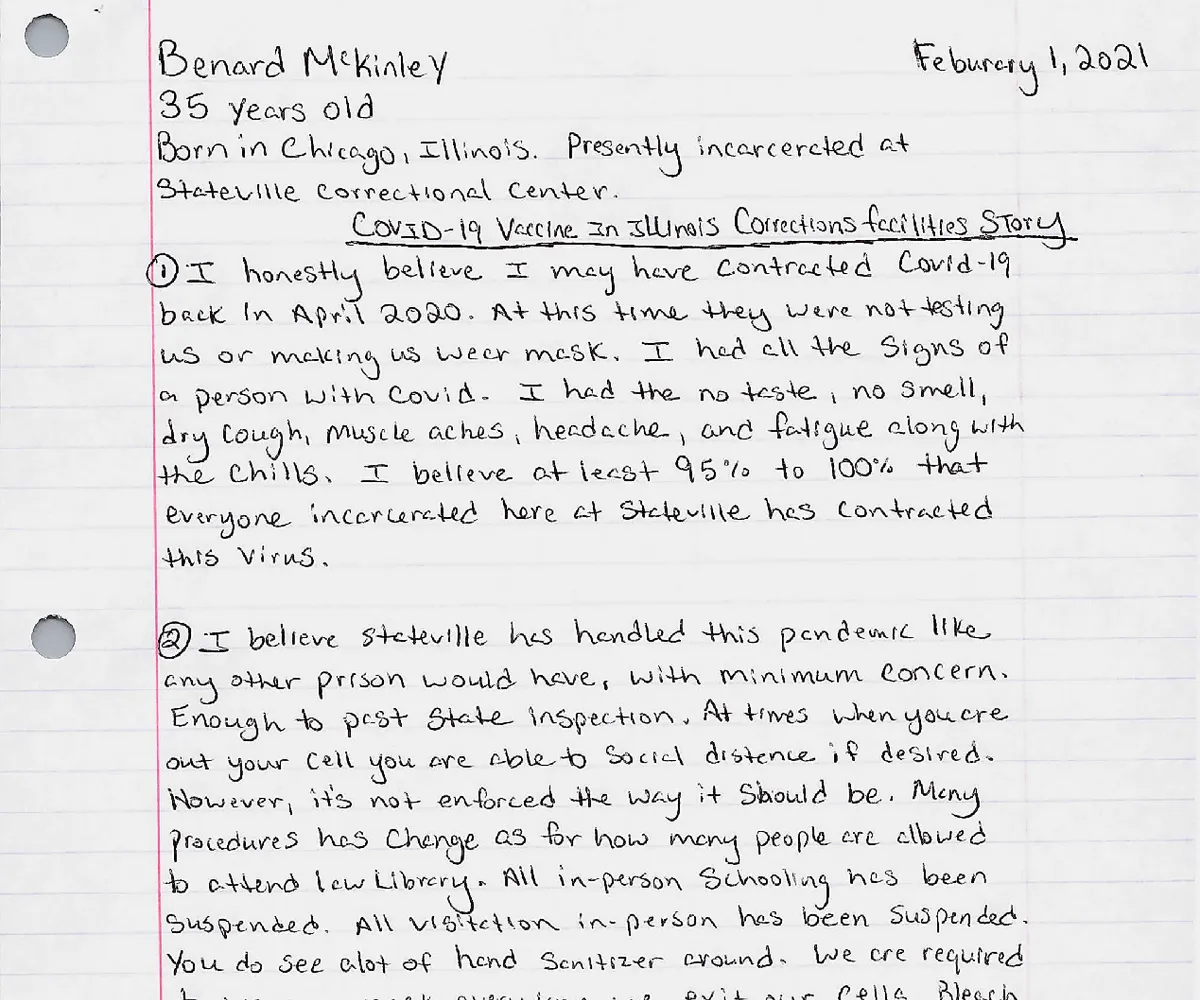 Benard McKinley
Feburary 1, 2021
35 years old
Born in Chicago, Illinois. Presently incarcerated at
Stateville Correctional Center.
COVID-19 Vaccine In Illinois Corrections facilities Story
① I honestly believe I may have contracted Covid-19
back in April 2020. At this time they were not testing
us or making us wear mask. I had all the signs of
a person with Covid. I had the no taste, no smell,
dry cough, muscle aches, headache, and fatigue along with
the chills. I believe at least 95% to 100% that
everyone incarcerated here at Stateville has contracted
this virus.
② I believe Stateville has handled this pandemic like
any other prison would have, with minimum concern.
Enough to past State inspection. At times when you are
out your cell you are able to social distence if desired.
However, it's not enforced the way it should be. Many
procedures has change as for how many people are allowed
to attend law Library. All in-person schooling has been
suspended. All visitation in-person has been suspended.
You do see alot of hand sanitizer around. We are required
exit our cells. Bleach